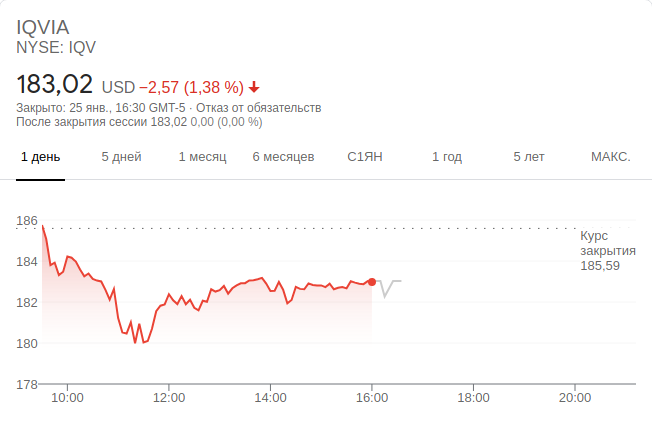 IQVIA
NYSE: IQV
183,02 USD −2,57 (1,38 %)
Закрыто: 25 янв., 16:30 GMT-5 · Отказ от обязательств
После закрытия сессии 183,02 0,00 (0,00 %)
1 день 5 дней 1 месяц 6 месяцев С1ЯН 1 год 5 лет МАКС.
186
Курс
закрытия
185,59
184
182
180
178
10:00 12:00 14:00 16:00 18:00 20:00